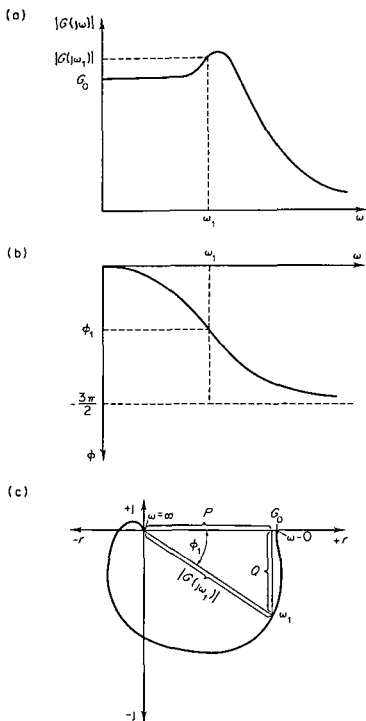 (a)
|G(jω)|
|G(jω₁)|
G₀
ω₁
ω
(b)
ω₁
ω
ϕ₁
-3π/2
ϕ
(c)
+j
ω=∞
P
G₀
-r
ω-0
+r
ϕ₁
Q
|G(jω₁)|
ω₁
-j